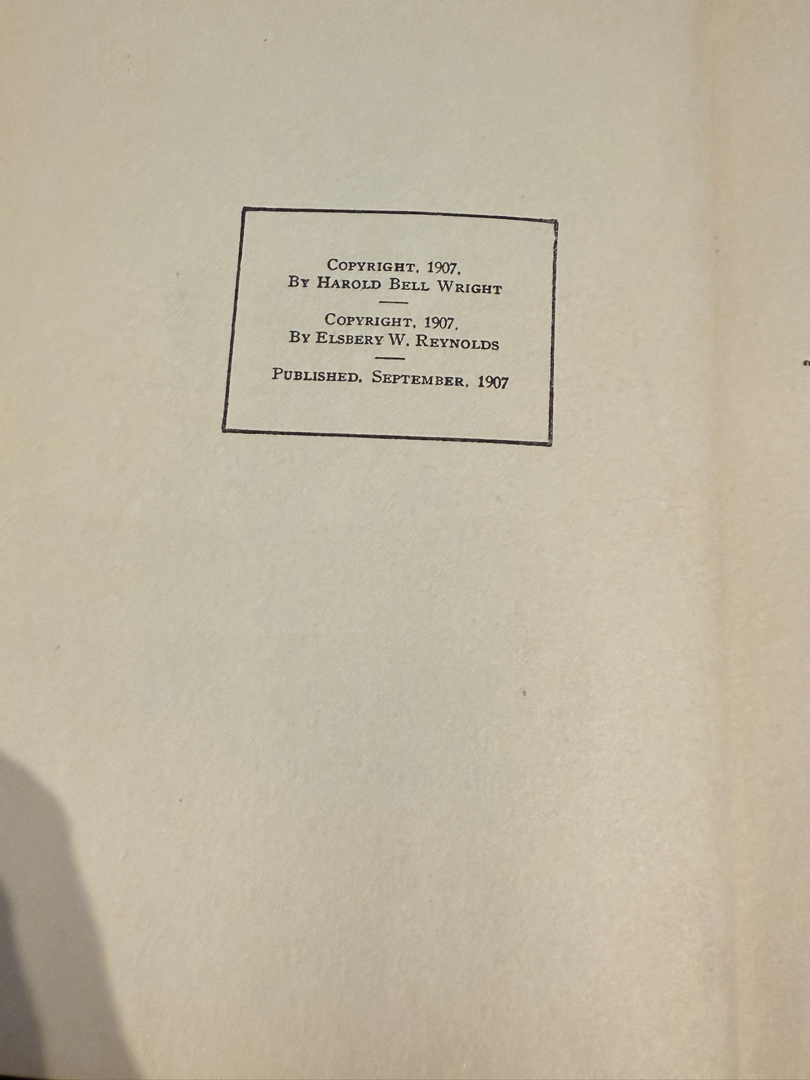 Copyright, 1907,
By Harold Bell Wright
Copyright, 1907,
By Elsbery W. Reynolds
Published, September, 1907